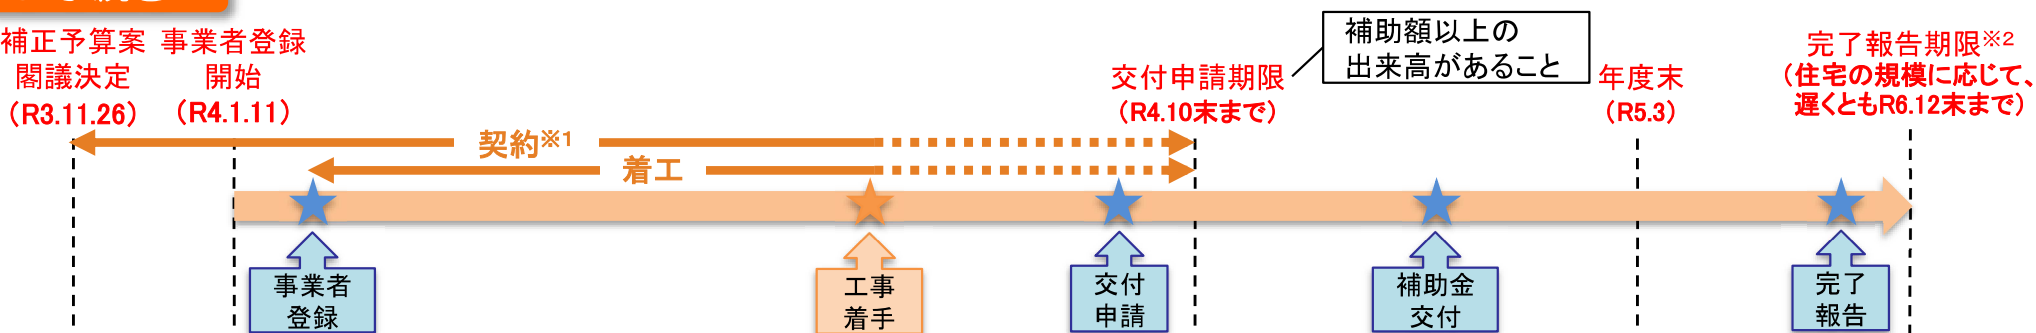 補正予算案
閣議決定
(R3.11.26)
事業者登録
開始
(R4.1.11)
交付申請期限
(R4.10末まで)
補助額以上の
出来高があること
年度末
(R5.3)
完了報告期限※2
(住宅の規模に応じて、
遅くともR6.12末まで)
契約※1
着工
事業者
登録
工事
着手
交付
申請
補助金
交付
完了
報告